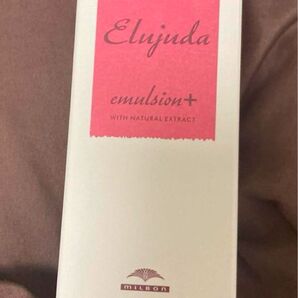 Elujuda
emulsion+
WITH NATURAL EXTRACT
MILBON